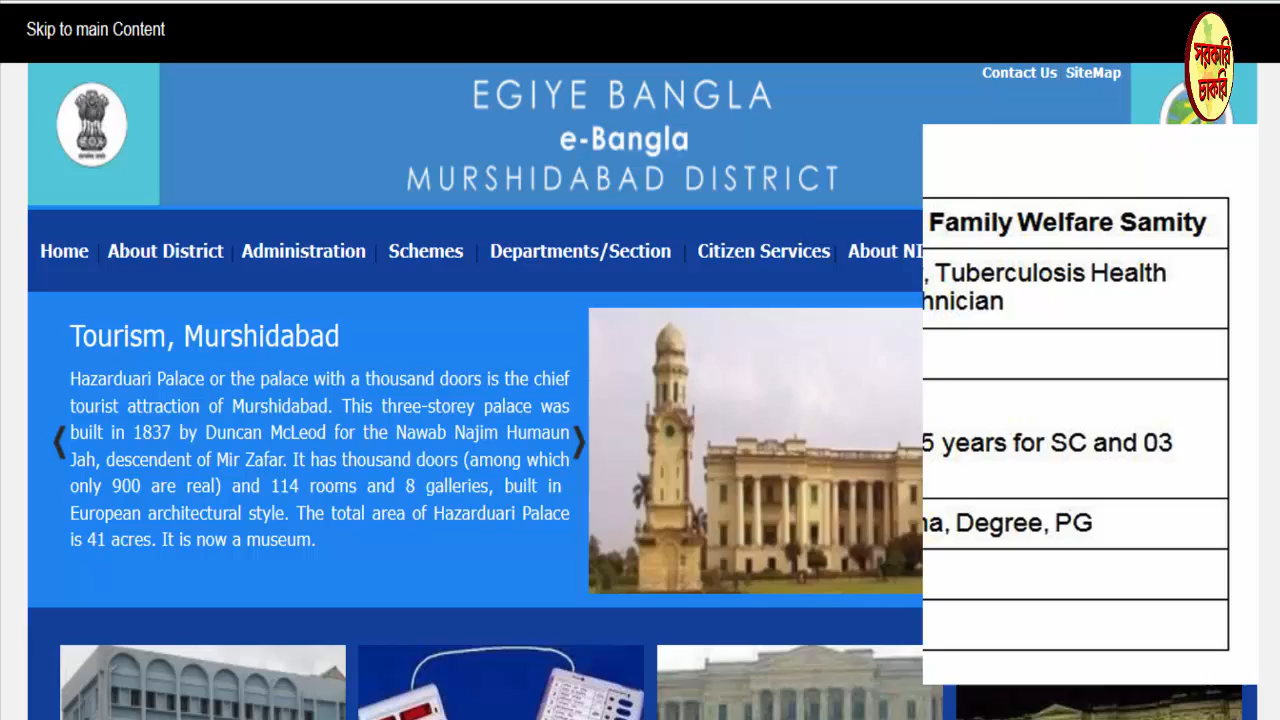 Skip to main Content
সরকারি
চাকরি
Contact Us SiteMap
EGIYE BANGLA
e-Bangla
MURSHIDABAD DISTRICT
Home About District Administration Schemes Departments/Section Citizen Services About NI
Tourism, Murshidabad
Hazarduari Palace or the palace with a thousand doors is the chief
tourist attraction of Murshidabad. This three-storey palace was
built in 1837 by Duncan McLeod for the Nawab Najim Humaun
Jah, descendent of Mir Zafar. It has thousand doors (among which
only 900 are real) and 114 rooms and 8 galleries, built in
European architectural style. The total area of Hazarduari Palace
is 41 acres. It is now a museum.
Family Welfare Samity
, Tuberculosis Health
hnician
5 years for SC and 03
na, Degree, PG